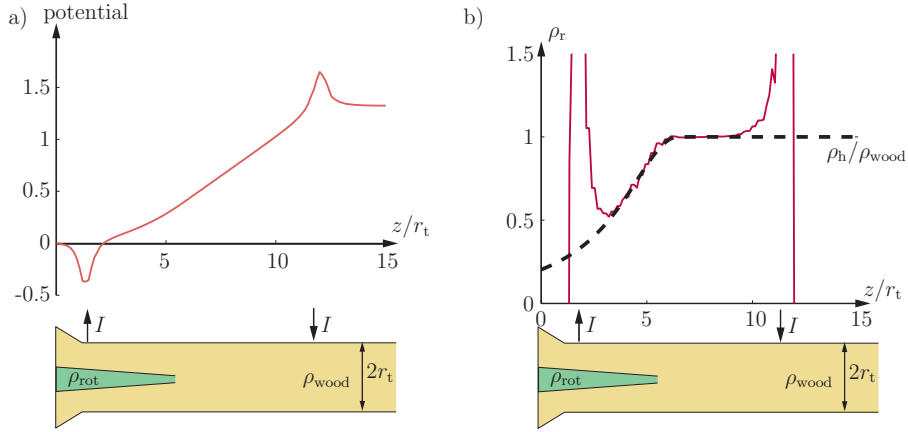 a)
potential
1.5
1
0.5
0
-0.5
5
10
15
z/r_t
I
I
ρ_rot
ρ_wood
2r_t
b)
ρ_r
1.5
1
0.5
0
0
5
10
15
ρ_h/ρ_wood
z/r_t
I
I
ρ_rot
ρ_wood
2r_t